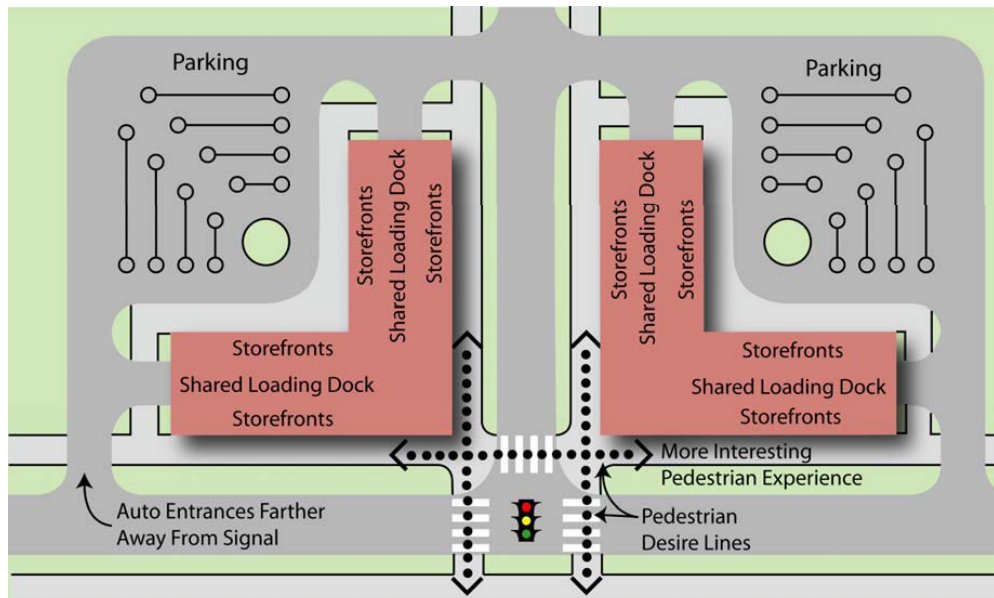 Parking
Parking
Storefronts
Shared Loading Dock
Storefronts
Storefronts
Shared Loading Dock
Storefronts
Storefronts
Shared Loading Dock
Storefronts
Storefronts
Shared Loading Dock
Storefronts
More Interesting
Pedestrian Experience
Auto Entrances Farther
Away From Signal
Pedestrian
Desire Lines